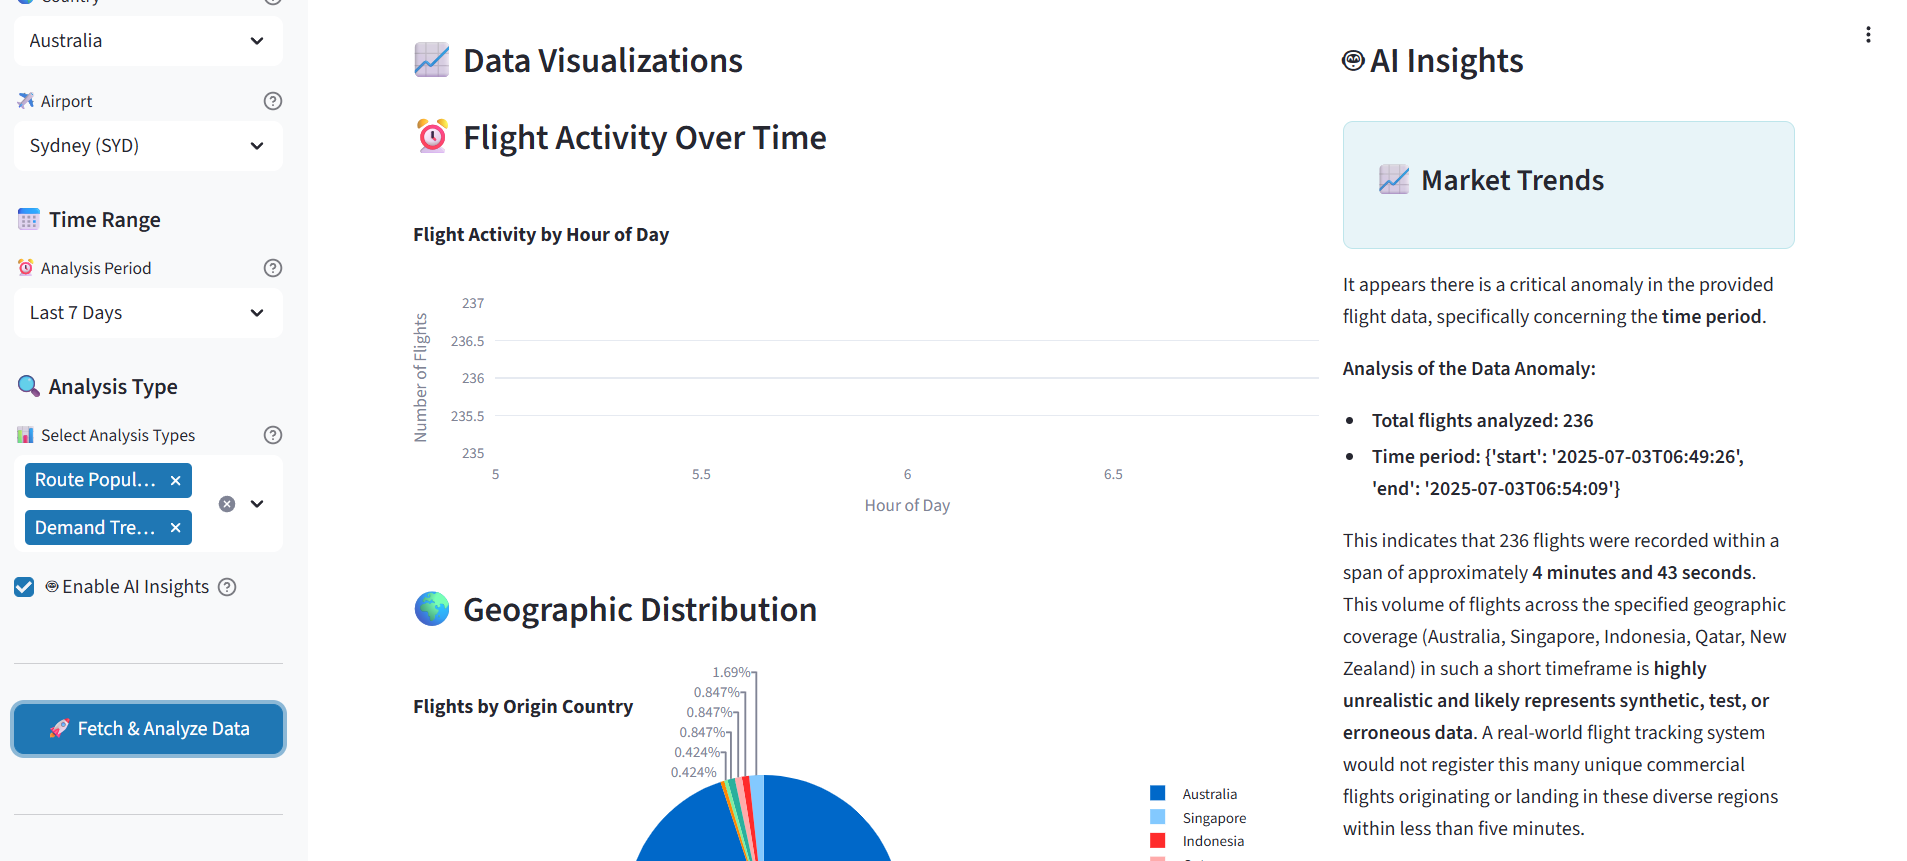 Country
Australia
Airport
Sydney (SYD)
Time Range
Analysis Period
Last 7 Days
Analysis Type
Select Analysis Types
Route Popul...
Demand Tre...
Enable AI Insights
Fetch & Analyze Data
Data Visualizations
Flight Activity Over Time
Flight Activity by Hour of Day
Number of Flights
237
236.5
236
235.5
235
5
5.5
6
6.5
Hour of Day
Geographic Distribution
Flights by Origin Country
1.69%
0.847%
0.847%
0.847%
0.424%
0.424%
Australia
Singapore
Indonesia
AI Insights
Market Trends
It appears there is a critical anomaly in the provided
flight data, specifically concerning the time period.
Analysis of the Data Anomaly:
Total flights analyzed: 236
Time period: {'start': '2025-07-03T06:49:26',
'end': '2025-07-03T06:54:09'}
This indicates that 236 flights were recorded within a
span of approximately 4 minutes and 43 seconds.
This volume of flights across the specified geographic
coverage (Australia, Singapore, Indonesia, Qatar, New
Zealand) in such a short timeframe is highly
unrealistic and likely represents synthetic, test, or
erroneous data. A real-world flight tracking system
would not register this many unique commercial
flights originating or landing in these diverse regions
within less than five minutes.